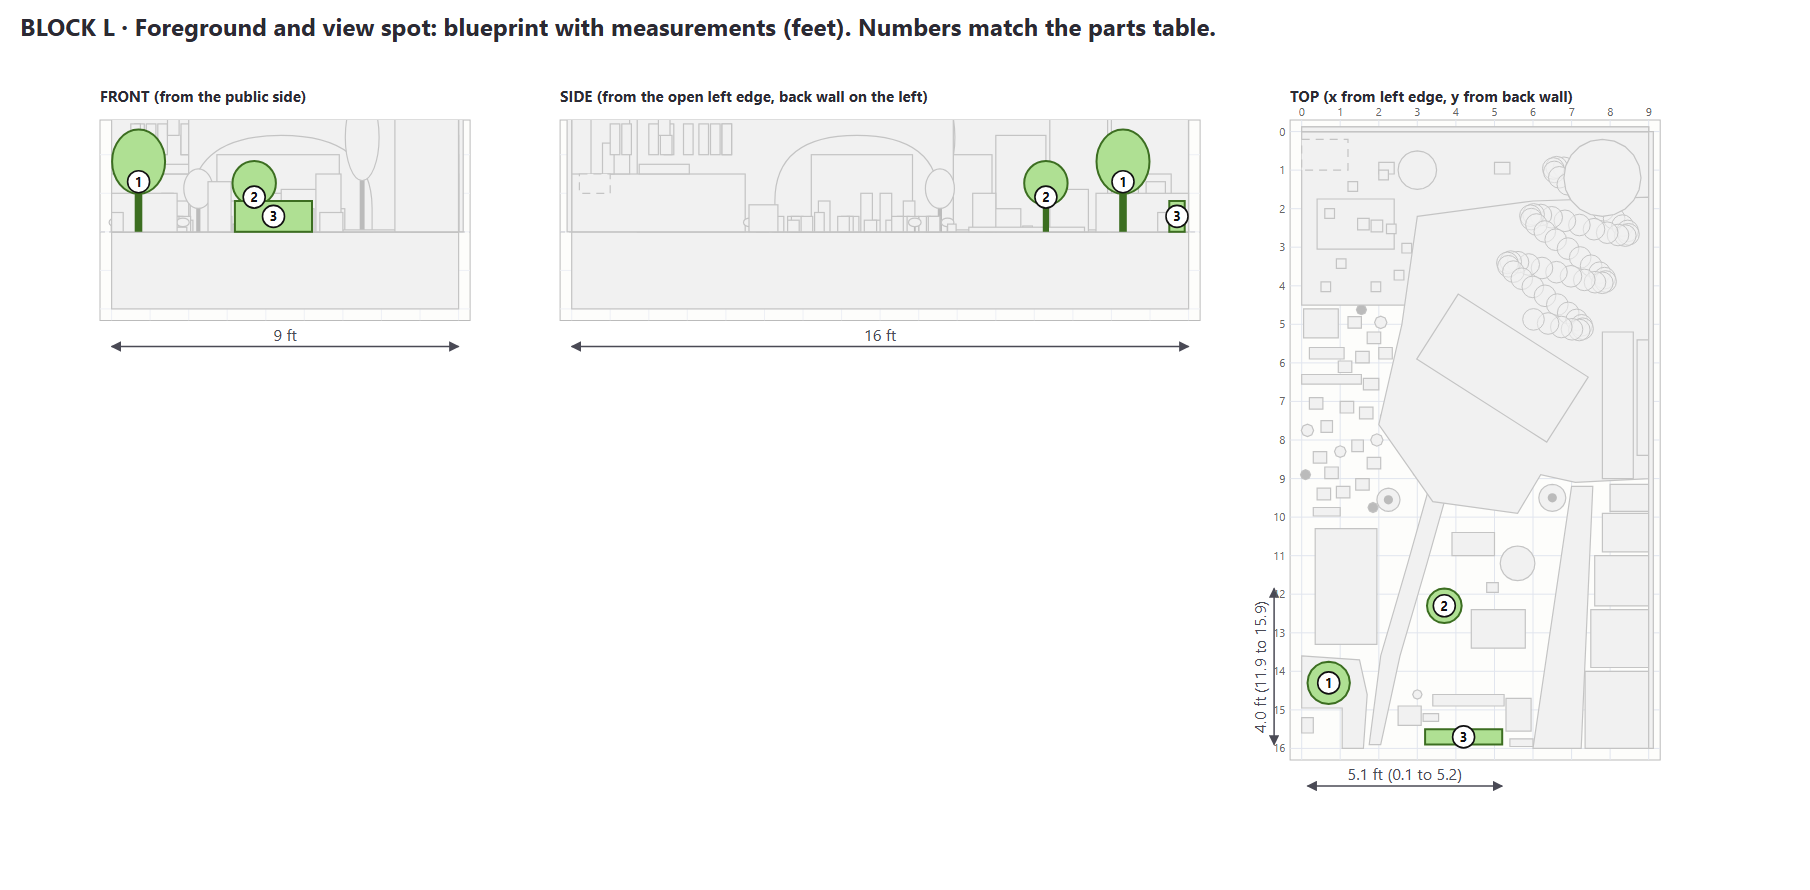 BLOCK L · Foreground and view spot: blueprint with measurements (feet). Numbers match the parts table.
FRONT (from the public side)
1
2
3
9 ft
SIDE (from the open left edge, back wall on the left)
2
1
3
16 ft
TOP (x from left edge, y from back wall)
0 1 2 3 4 5 6 7 8 9
0
1
2
3
4
5
6
7
8
9
10
11
12
13
14
15
16
2
1
3
4.0 ft (11.9 to 15.9)
5.1 ft (0.1 to 5.2)